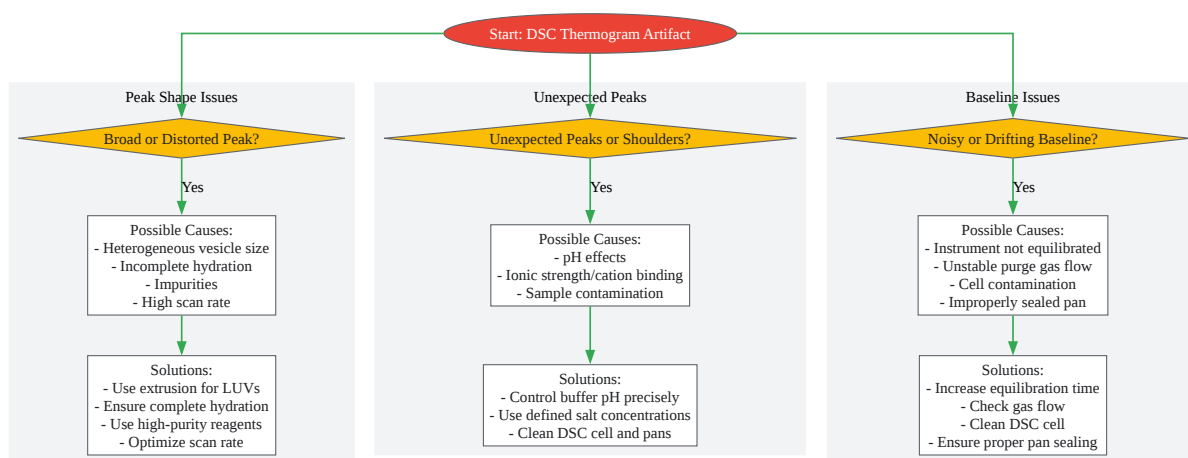 Start: DSC Thermogram Artifact
Peak Shape Issues
Broad or Distorted Peak?
Yes
Possible Causes:
- Heterogeneous vesicle size
- Incomplete hydration
- Impurities
- High scan rate
Solutions:
- Use extrusion for LUVs
- Ensure complete hydration
- Use high-purity reagents
- Optimize scan rate
Unexpected Peaks
Unexpected Peaks or Shoulders?
Yes
Possible Causes:
- pH effects
- Ionic strength/cation binding
- Sample contamination
Solutions:
- Control buffer pH precisely
- Use defined salt concentrations
- Clean DSC cell and pans
Baseline Issues
Noisy or Drifting Baseline?
Yes
Possible Causes:
- Instrument not equilibrated
- Unstable purge gas flow
- Cell contamination
- Improperly sealed pan
Solutions:
- Increase equilibration time
- Check gas flow
- Clean DSC cell
- Ensure proper pan sealing